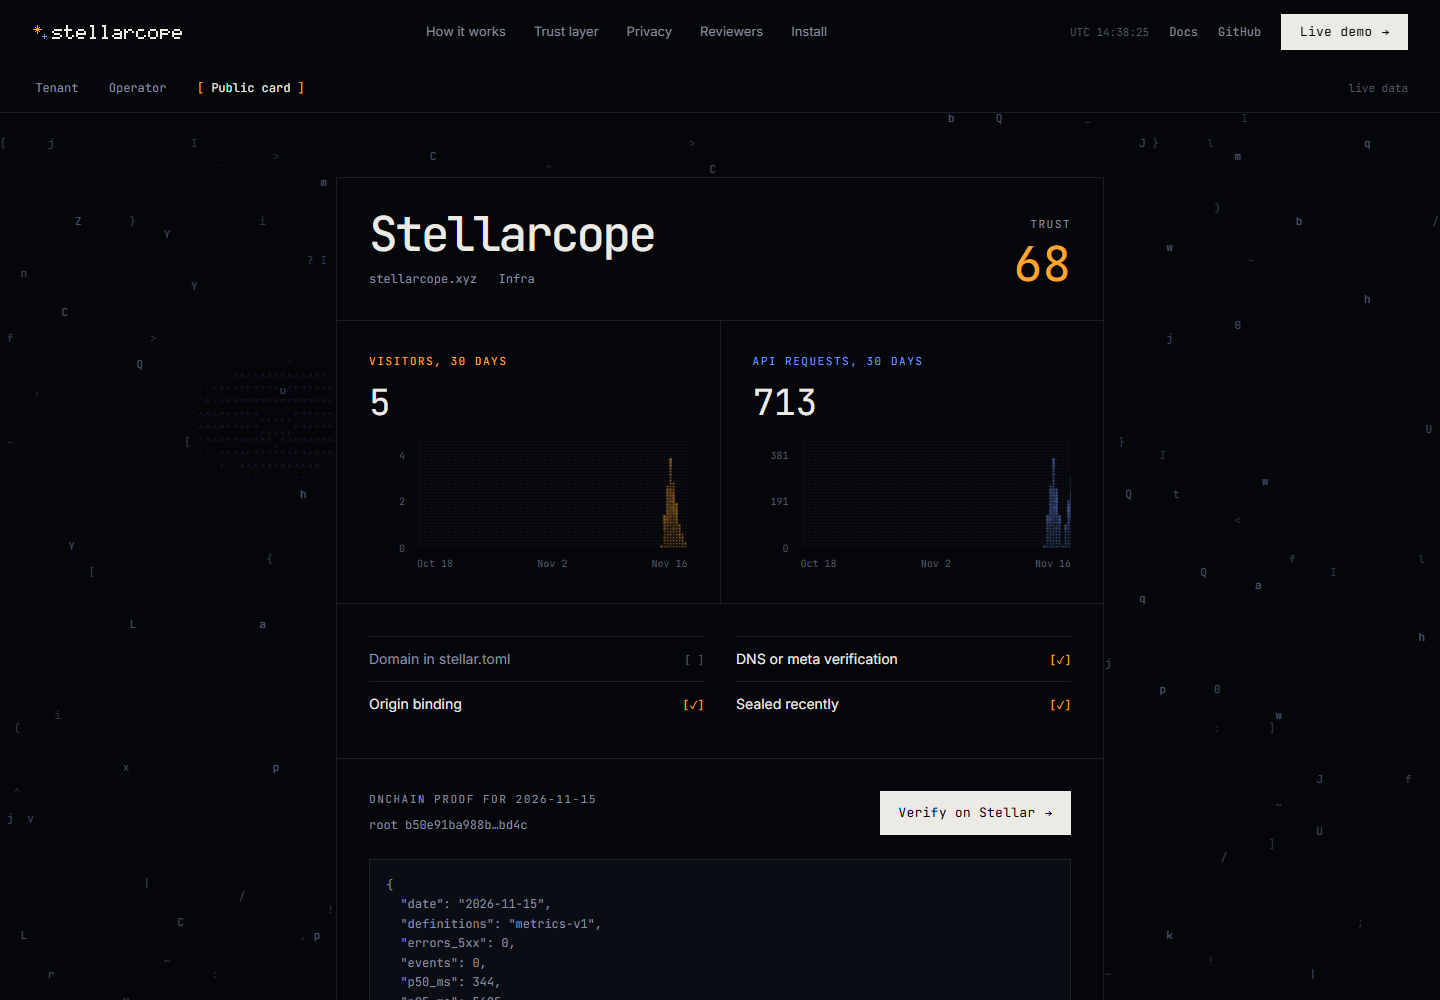 stellarcope
How it works
Trust layer
Privacy
Reviewers
Install
UTC 14:38:25
Docs
GitHub
Live demo →
Tenant
Operator
[ Public card ]
live data
Stellarcope
stellarcope.xyz
Infra
TRUST
68
VISITORS, 30 DAYS
5
4
2
0
Oct 18
Nov 2
Nov 16
API REQUESTS, 30 DAYS
713
381
191
0
Oct 18
Nov 2
Nov 16
Domain in stellar.toml
[ ]
DNS or meta verification
[✓]
Origin binding
[✓]
Sealed recently
[✓]
ONCHAIN PROOF FOR 2026-11-15
root b50e91ba988b…bd4c
Verify on Stellar →
{
"date": "2026-11-15",
"definitions": "metrics-v1",
"errors_5xx": 0,
"events": 0,
"p50_ms": 344,